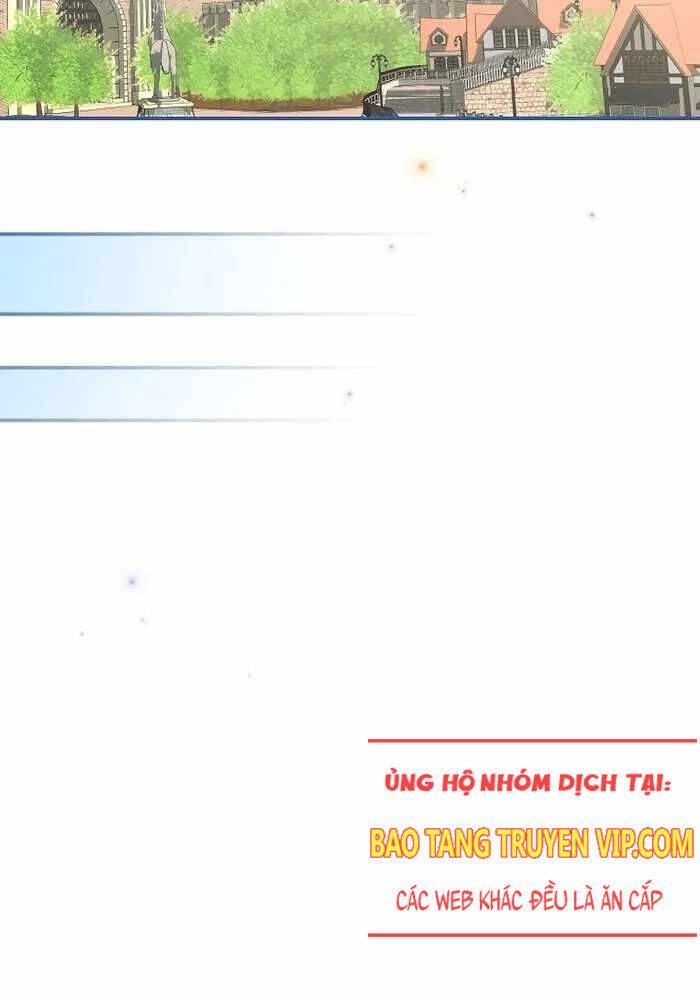 ỦNG HỘ NHÓM DỊCH TẠI:
BAO TANG TRUYEN VIP.COM
CÁC WEB KHÁC ĐỀU LÀ ĂN CẮP